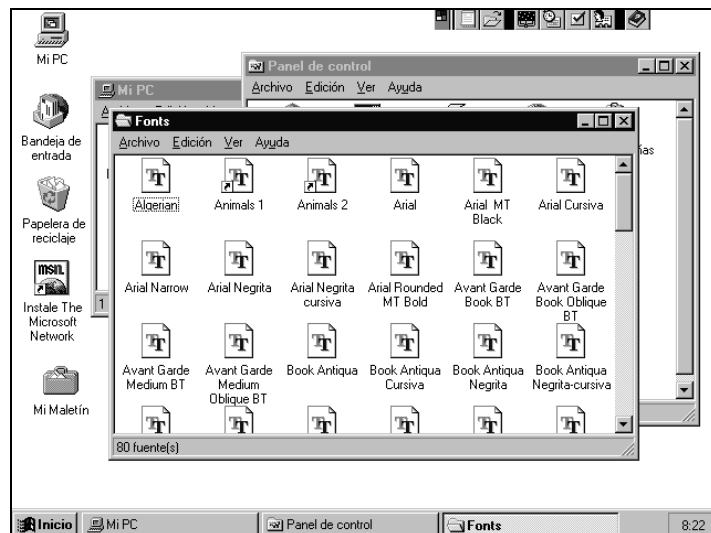 Mi PC
Bandeja de
entrada
Papelera de
reciclaje
msn.
Instale The
Microsoft
Network
Mi Maletín
Panel de control
Archivo Edición Ver Ayuda
Mi PC
Fonts
Archivo Edición Ver Ayuda
Algerian
Animals 1
Animals 2
Arial
Arial MT
Black
Arial Cursiva
Arial Narrow
Arial Negrita
Arial Negrita
cursiva
Arial Rounded
MT Bold
Avant Garde
Book BT
Avant Garde
Book Oblique
BT
Avant Garde
Medium BT
Avant Garde
Medium
Oblique BT
Book Antiqua
Book Antiqua
Cursiva
Book Antiqua
Negrita
Book Antiqua
Negrita-cursiva
80 fuente(s)
1
Inicio
Mi PC
Panel de control
Fonts
8:22